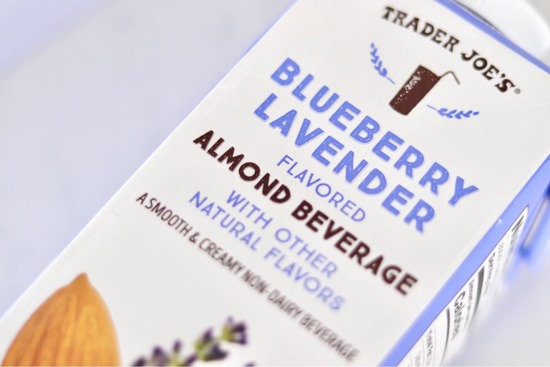 TRADER JOE'S®
BLUEBERRY
LAVENDER
FLAVORED
ALMOND BEVERAGE
WITH OTHER
NATURAL FLAVORS
A SMOOTH & CREAMY NON-DAIRY BEVERAGE